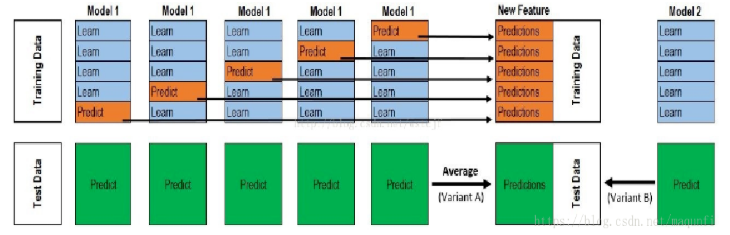 Model 1 Model 1 Model 1 Model 1 Model 1 New Feature Model 2
Training Data
Learn Learn Learn Learn Predict Predictions Learn
Learn Learn Learn Predict Learn Predictions Learn
Learn Learn Predict Learn Learn Predictions Learn
Learn Predict Learn Learn Learn Predictions Learn
Predict Learn Learn Learn Learn Predictions Learn
Training Data
Test Data
Predict Predict Predict Predict Predict
Average
(Variant A)
Predictions
Test Data
(Variant B)
Predict
https://blog.csdn.net/maqunfi